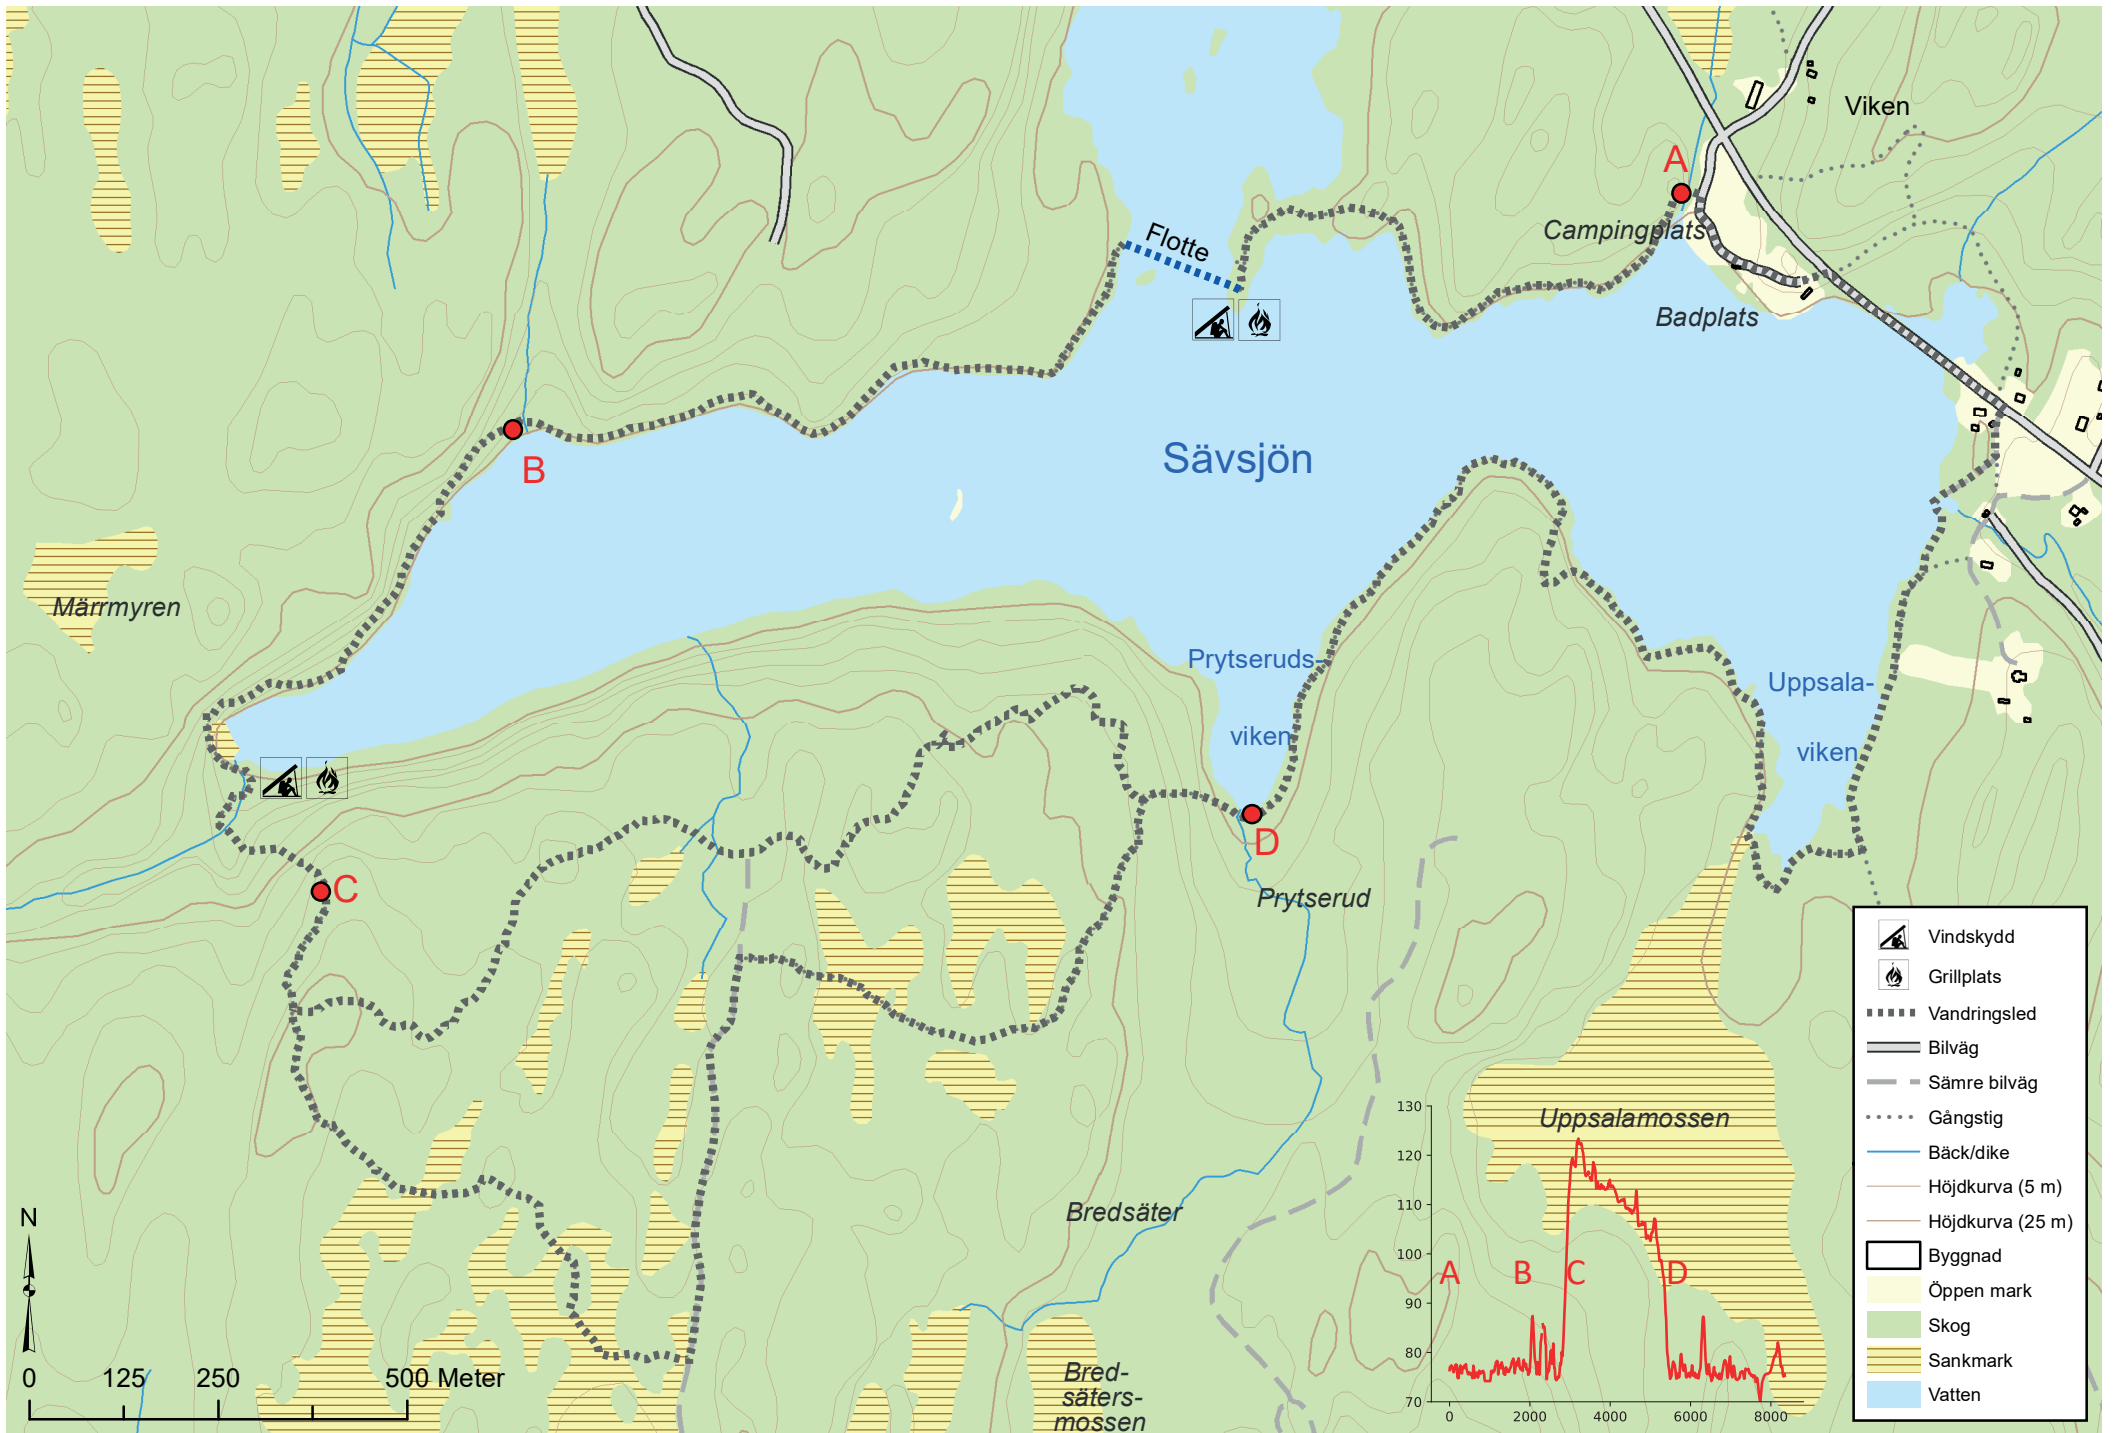 Viken
A
Campingplats
Flotte
Badplats
B
Sävsjön
Märrmyren
Prytseruds-
viken
Uppsala-
viken
D
C
Prytserud
Bredsäter
Bred-
säters-
mossen
Uppsalamossen
N
0 125 250 500 Meter
130
120
110
100
90
80
70
A B C D
0 2000 4000 6000 8000
Vindskydd
Grillplats
Vandringsled
Bilväg
Sämre bilväg
Gångstig
Bäck/dike
Höjdkurva (5 m)
Höjdkurva (25 m)
Byggnad
Öppen mark
Skog
Sankmark
Vatten